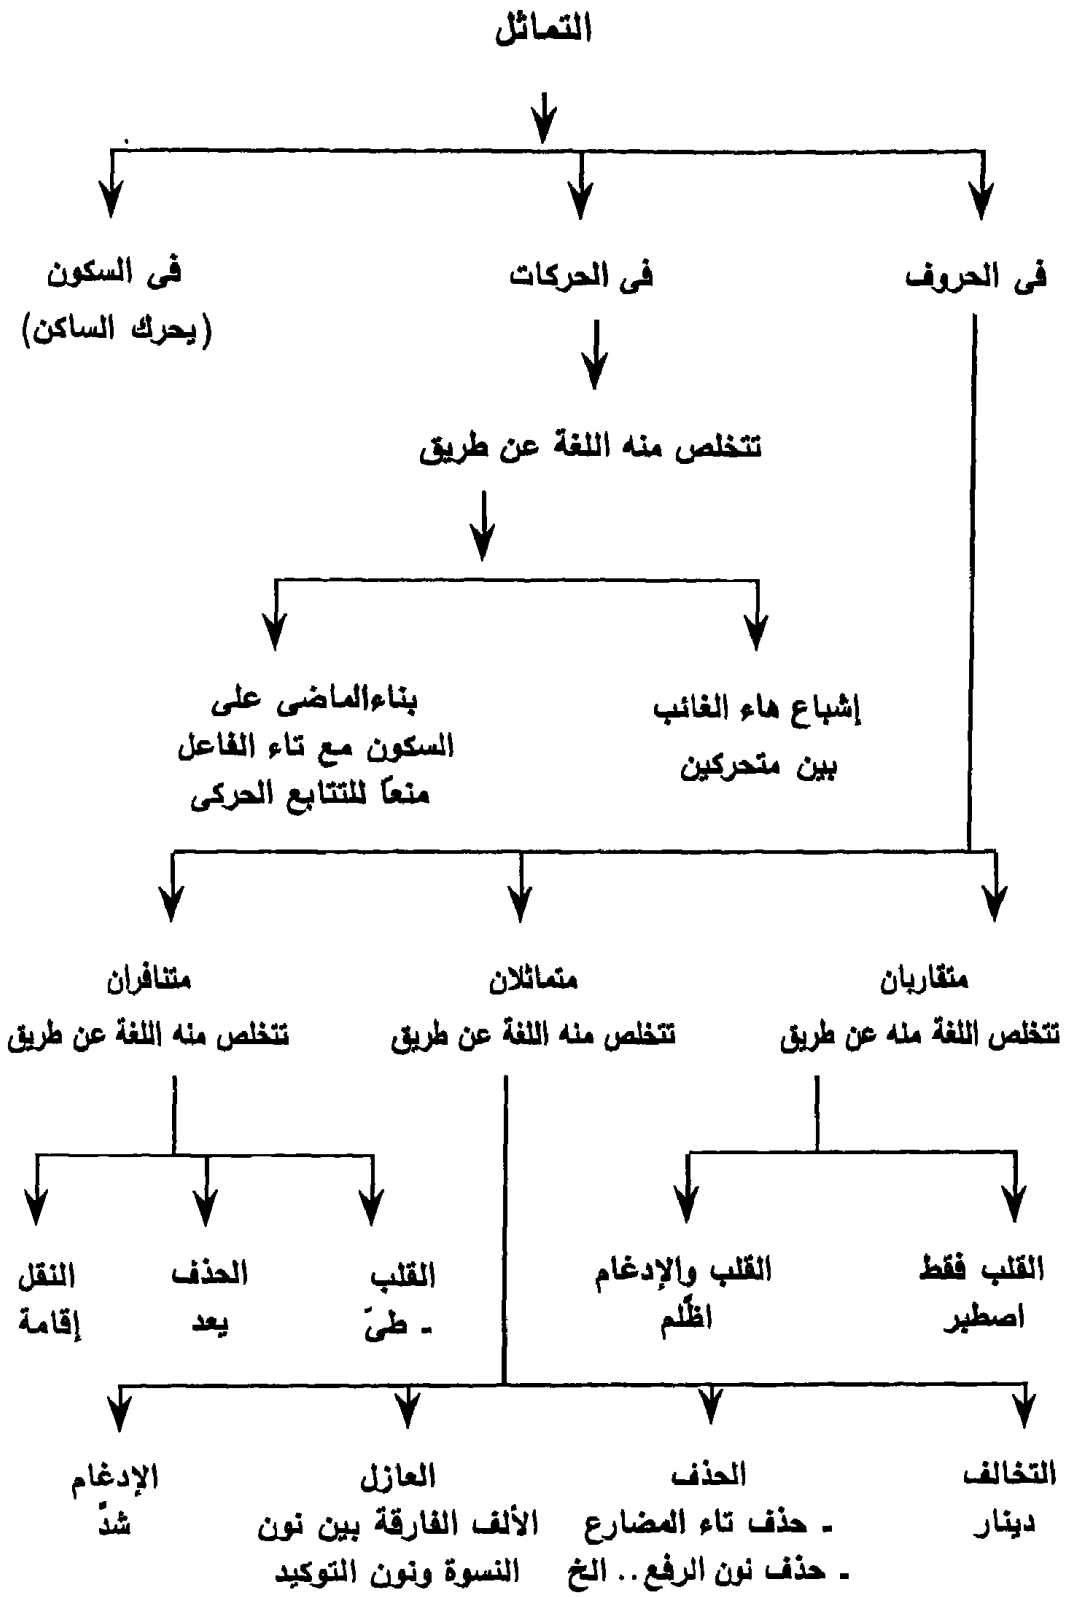 التماثل
فى الحروف
فى الحركات
فى السكون
(يحرك الساكن)
تتخلص منه اللغة عن طريق
إشباع هاء الغائب
بين متحركين
بناءالماضى على
السكون مع تاء الفاعل
منعًا للتتابع الحركى
متقاربان
تتخلص اللغة منه عن طريق
متماثلان
تتخلص منه اللغة عن طريق
متنافران
تتخلص منه اللغة عن طريق
القلب فقط
اصطبر
القلب والإدغام
اظّلم
القلب
ـ طىّ
الحذف
يعد
النقل
إقامة
التخالف
دينار
الحذف
ـ حذف تاء المضارع
ـ حذف نون الرفع.. الخ
العازل
الألف الفارقة بين نون
النسوة ونون التوكيد
الإدغام
شدّ